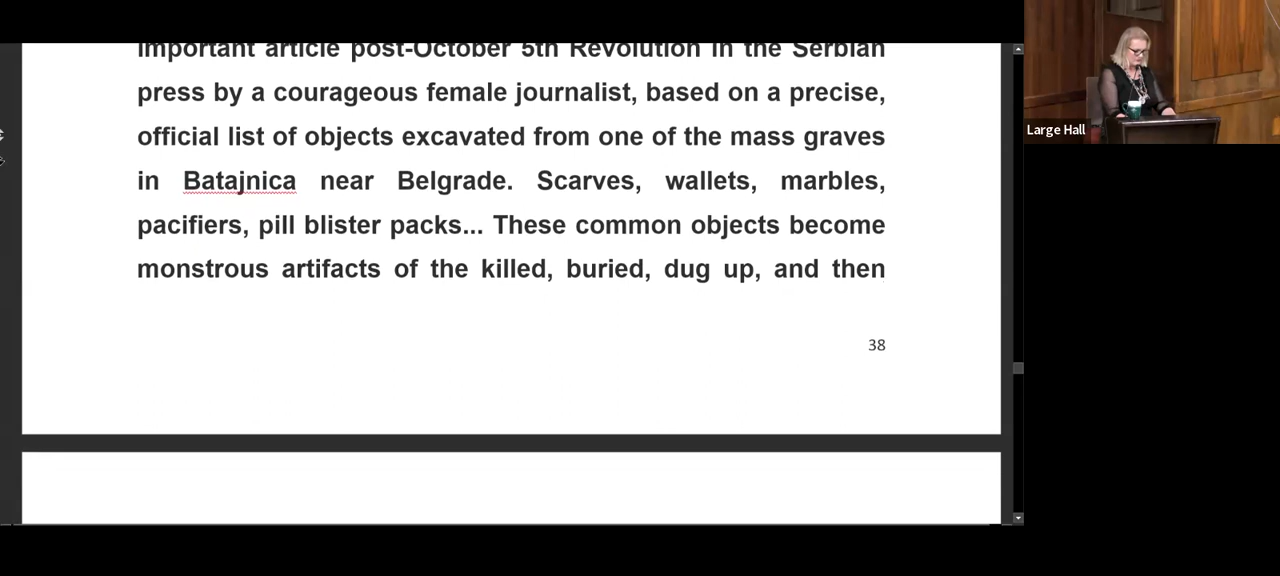 important article post-October 5th Revolution in the Serbian
press by a courageous female journalist, based on a precise,
official list of objects excavated from one of the mass graves
in Batajnica near Belgrade. Scarves, wallets, marbles,
pacifiers, pill blister packs... These common objects become
monstrous artifacts of the killed, buried, dug up, and then
38
Large Hall